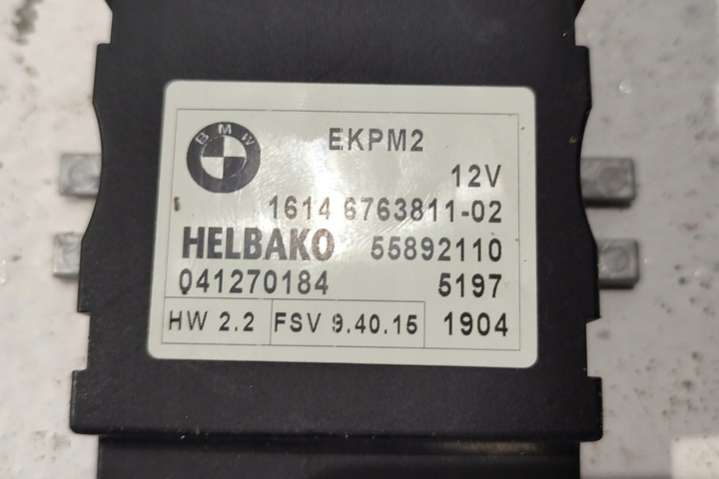 BMW
EKPM2
12V
1614 6763811-02
HELBAKO 55892110
041270184 5197
HW 2.2 FSV 9.40.15 1904